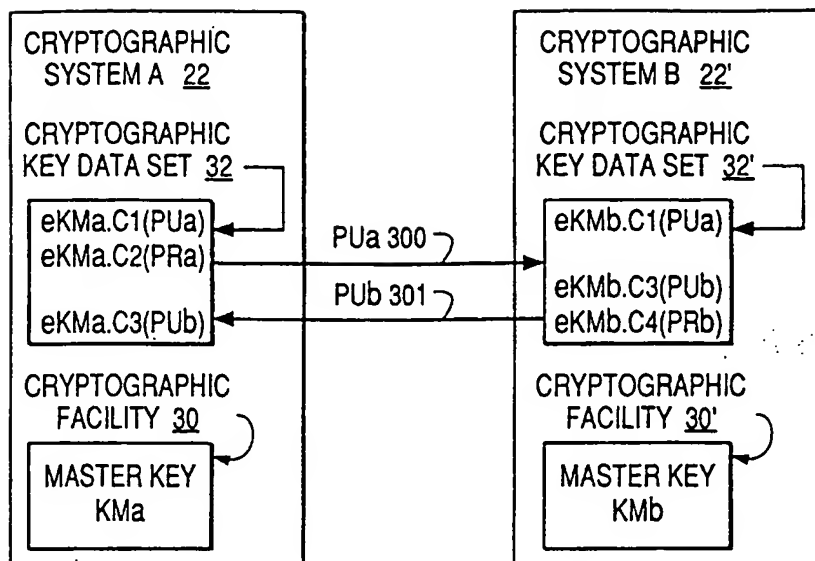 CRYPTOGRAPHIC
SYSTEM A 22
CRYPTOGRAPHIC
KEY DATA SET 32
eKMa.C1(PUa)
eKMa.C2(PRa)
eKMa.C3(PUb)
CRYPTOGRAPHIC
FACILITY 30
MASTER KEY
KMa
PUa 300
PUb 301
CRYPTOGRAPHIC
SYSTEM B 22'
CRYPTOGRAPHIC
KEY DATA SET 32'
eKMb.C1(PUa)
eKMb.C3(PUb)
eKMb.C4(PRb)
CRYPTOGRAPHIC
FACILITY 30'
MASTER KEY
KMb